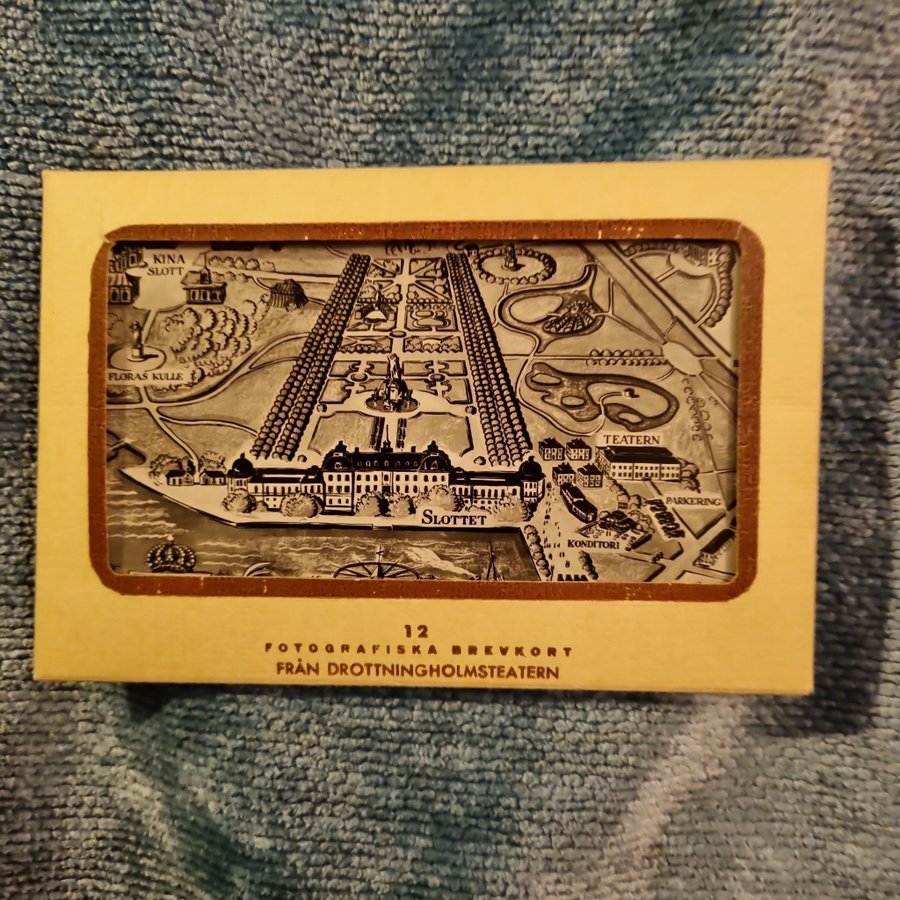 KINA
SLOTT
FLORAS KULLE
TEATERN
PARKERING
SLOTTET
KONDITORI
12
FOTOGRAFISKA BREVKORT
FRÅN DROTTNINGHOLMSTEATERN